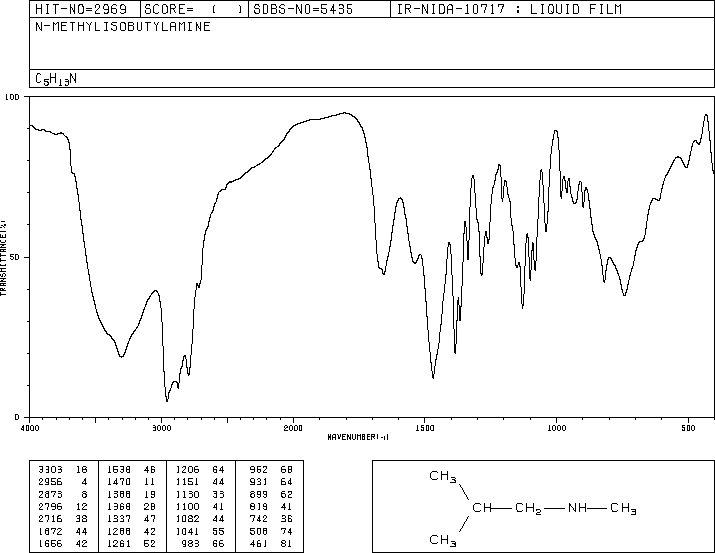 HIT-NO=2969 SCORE= ( ) SDBS-NO=5435 IR-NIDA-10717 : LIQUID FILM
N-METHYLISOBUTYLAMINE
C5H13N
100
50
0
TRANSMITTANCE(%)
4000 3000 2000 1500 1000 500
WAVENUMBER(-1)
3303 18 1538 46 1206 64 962 68
2956 4 1470 11 1151 44 931 64
2873 8 1388 19 1130 33 899 62
2796 12 1368 28 1100 41 819 41
2716 38 1337 47 1082 44 742 36
1672 44 1288 42 1041 55 508 74
1656 42 1261 52 983 66 461 81
CH3
CH—CH2—NH—CH3
CH3